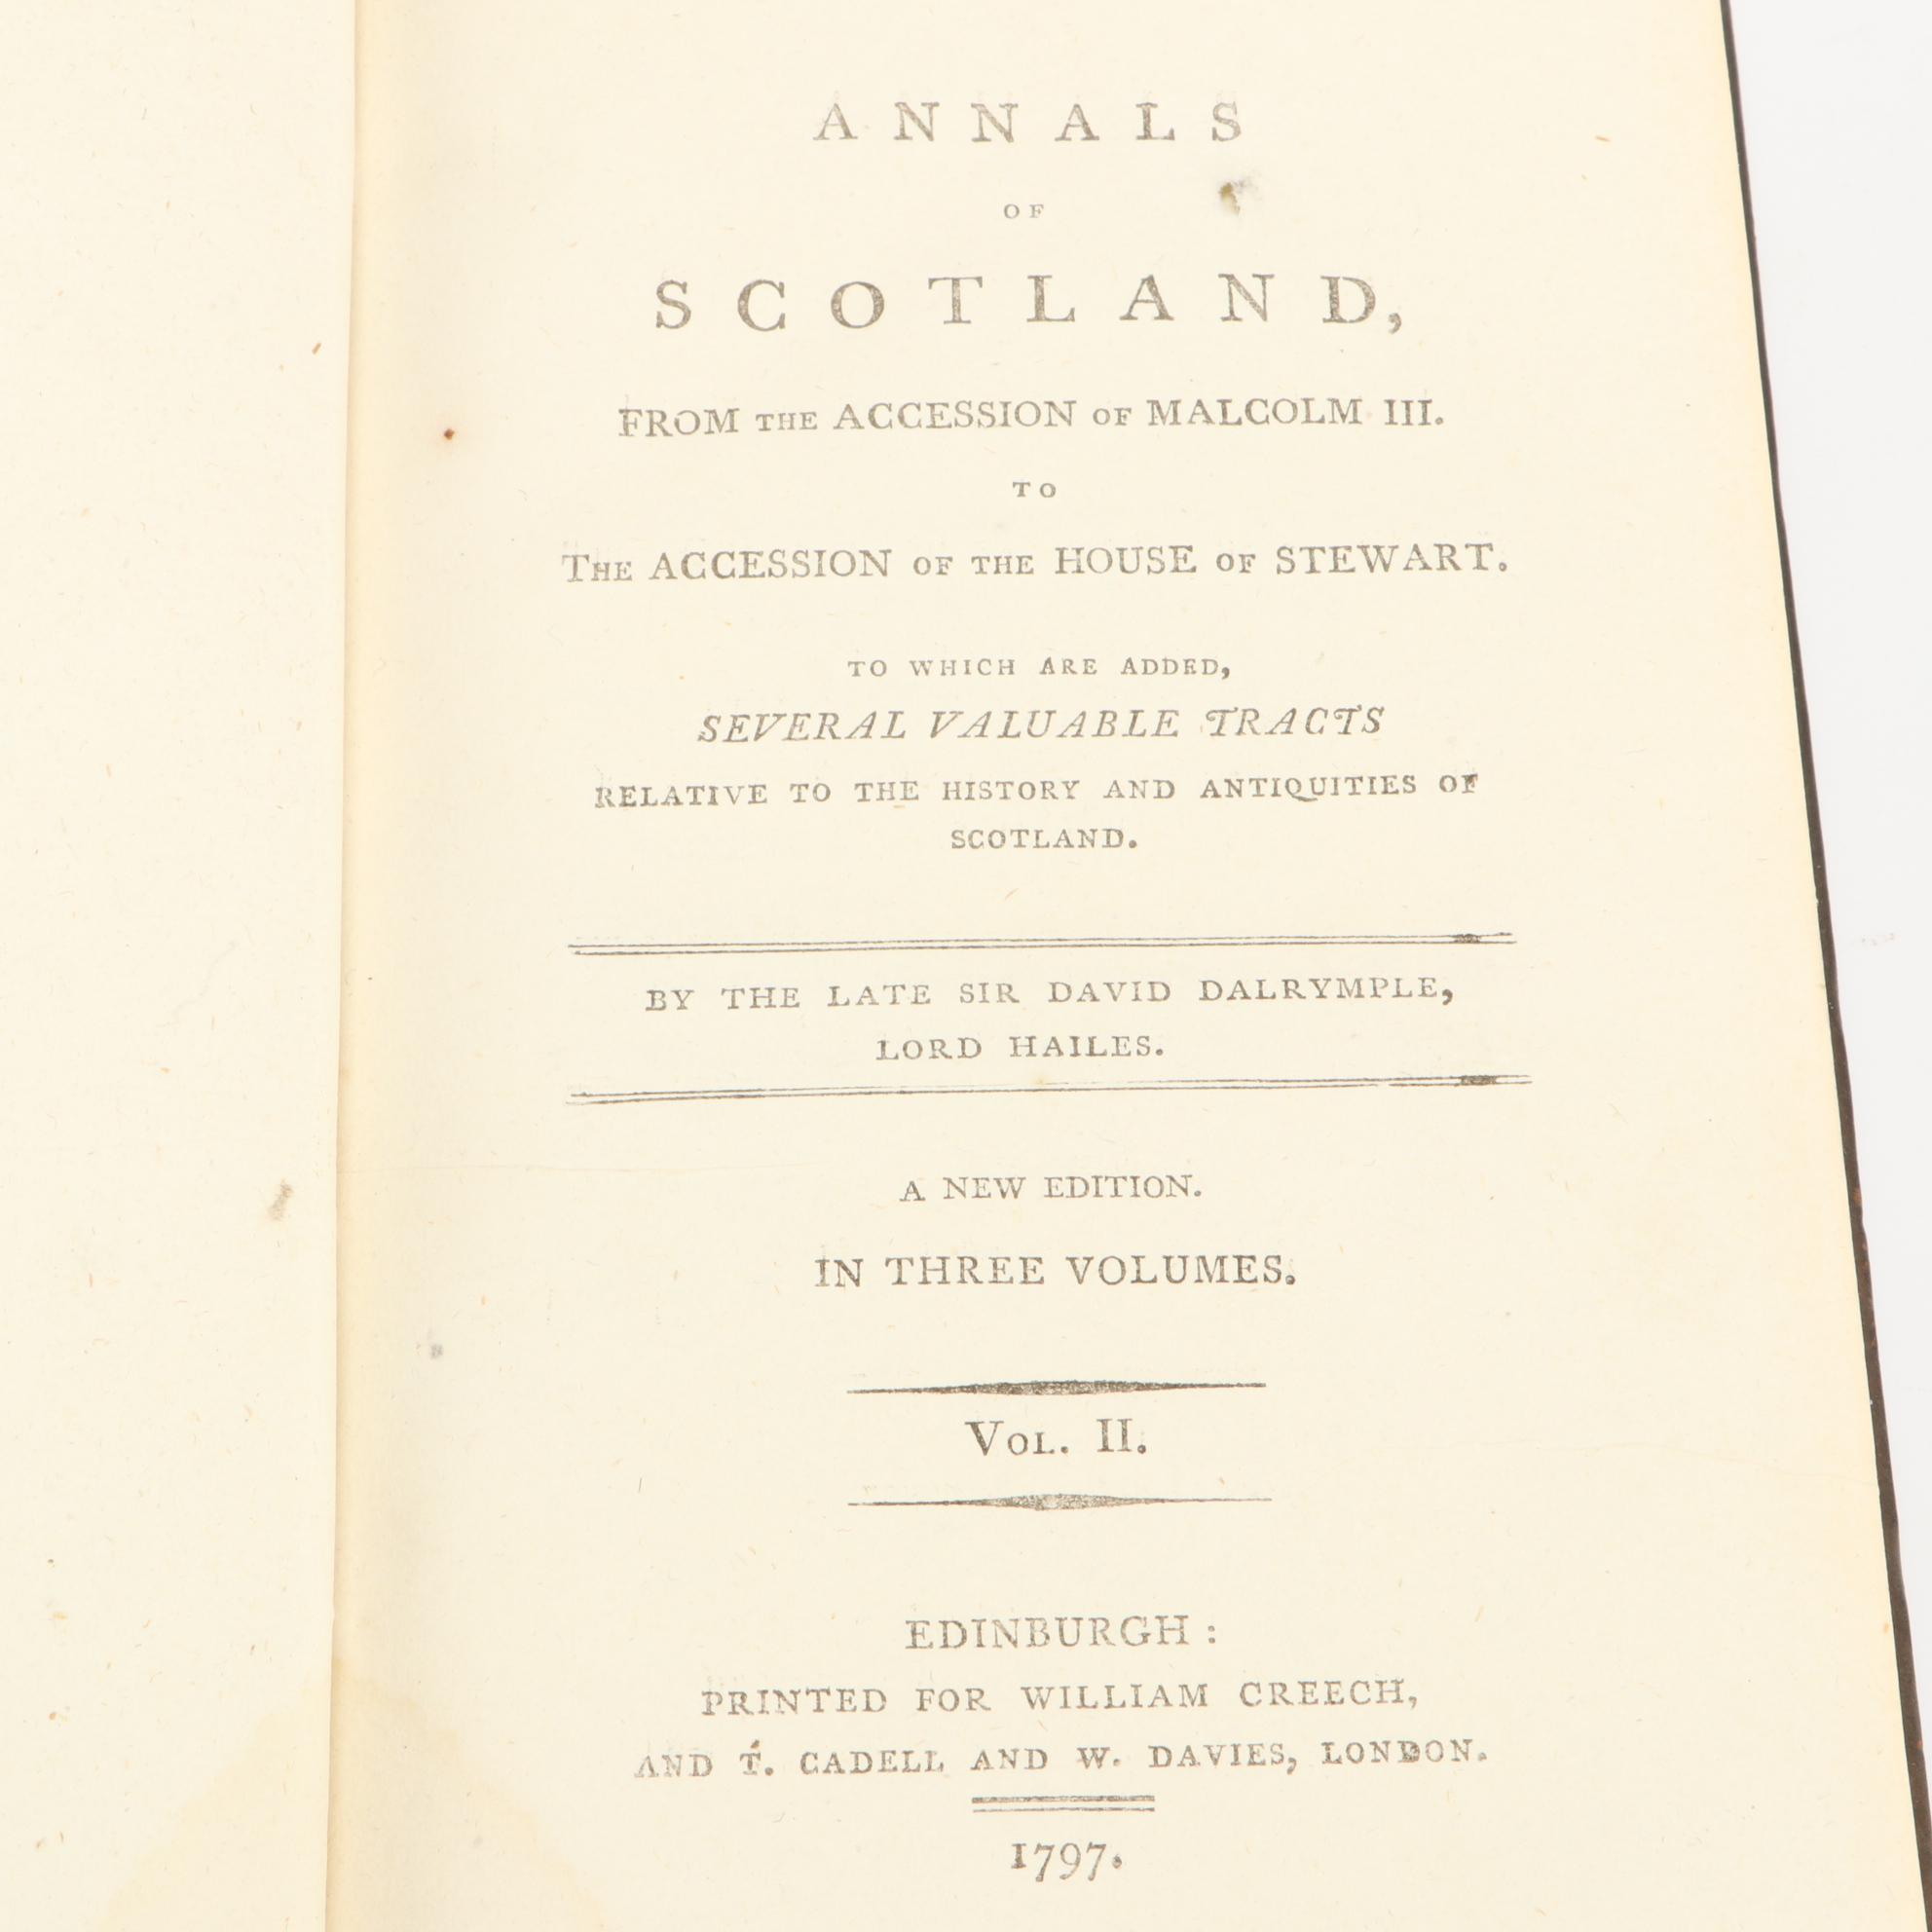 ANNALS
OF
SCOTLAND,
FROM THE ACCESSION OF MALCOLM III.
TO
THE ACCESSION OF THE HOUSE OF STEWART.
TO WHICH ARE ADDED,
SEVERAL VALUABLE TRACTS
RELATIVE TO THE HISTORY AND ANTIQUITIES OF
SCOTLAND.
BY THE LATE SIR DAVID DALRYMPLE,
LORD HAILES.
A NEW EDITION.
IN THREE VOLUMES.
VOL. II.
EDINBURGH:
PRINTED FOR WILLIAM CREECH,
AND T. CADELL AND W. DAVIES, LONDON.
1797.